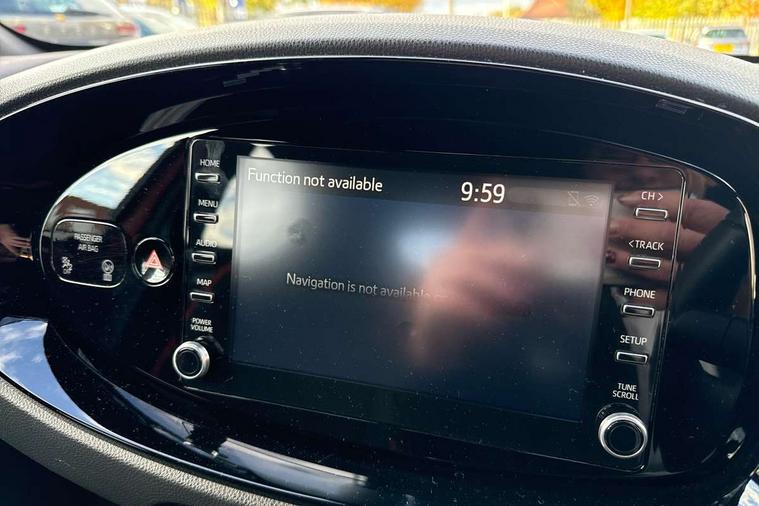 Function not available
9:59
Navigation is not available
HOME
MENU
AUDIO
MAP
POWER
VOLUME
PASSENGER
AIR BAG
CH >
< TRACK
PHONE
SETUP
TUNE
SCROLL